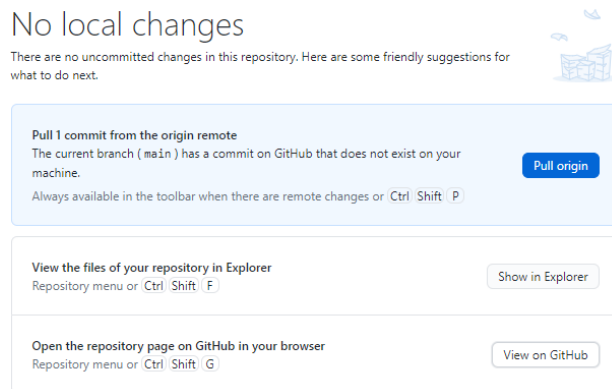 No local changes
There are no uncommitted changes in this repository. Here are some friendly suggestions for
what to do next.
Pull 1 commit from the origin remote
The current branch ( main ) has a commit on GitHub that does not exist on your
machine.
Always available in the toolbar when there are remote changes or Ctrl Shift P
Pull origin
View the files of your repository in Explorer
Repository menu or Ctrl Shift F
Show in Explorer
Open the repository page on GitHub in your browser
Repository menu or Ctrl Shift G
View on GitHub